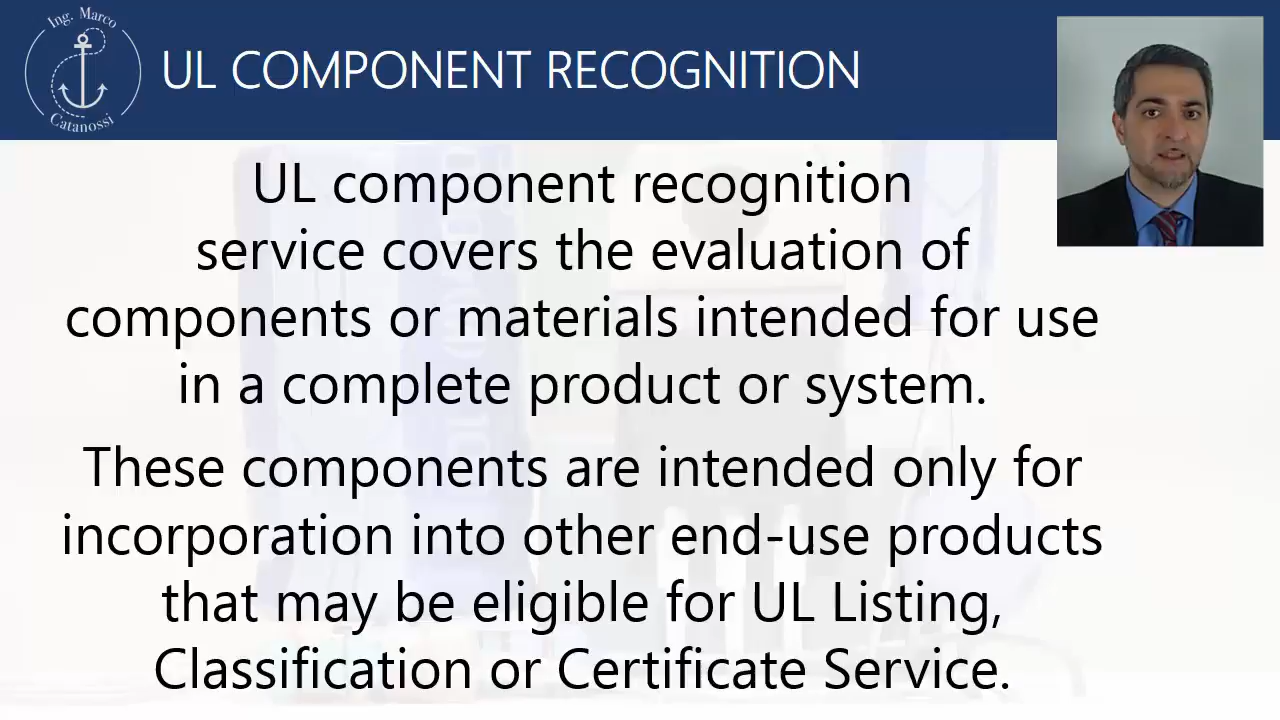 Ing. Marco
Catanossi
UL COMPONENT RECOGNITION
UL component recognition
service covers the evaluation of
components or materials intended for use
in a complete product or system.
These components are intended only for
incorporation into other end-use products
that may be eligible for UL Listing,
Classification or Certificate Service.